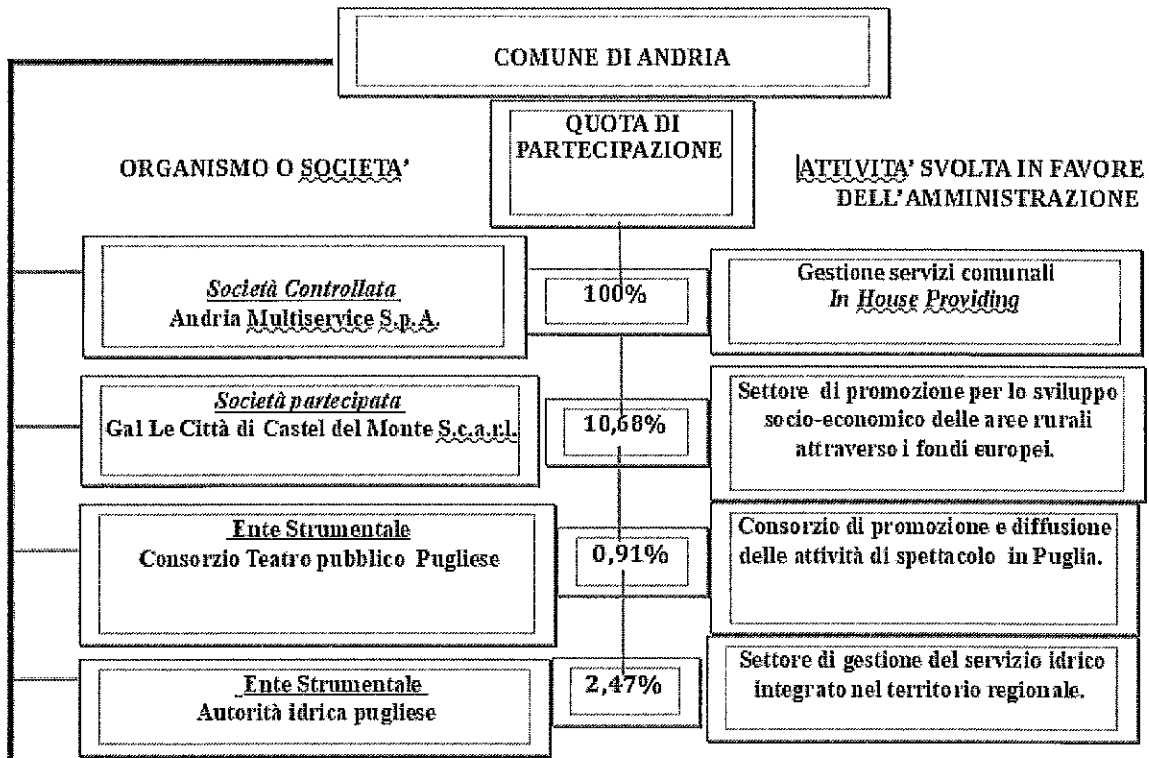 COMUNE DI ANDRIA
ORGANISMO O SOCIETA'
QUOTA DI
PARTECIPAZIONE
ATTIVITA' SVOLTA IN FAVORE
DELL'AMMINISTRAZIONE
Società Controllata
Andria Multiservice S.p.A.
100%
Gestione servizi comunali
In House Providing
Società partecipata
Gal Le Città di Castel del Monte S.c.a.r.l.
10,68%
Settore di promozione per lo sviluppo
socio-economico delle aree rurali
attraverso i fondi europei.
Ente Strumentale
Consorzio Teatro pubblico Pugliese
0,91%
Consorzio di promozione e diffusione
delle attività di spettacolo in Puglia.
Ente Strumentale
Autorità idrica pugliese
2,47%
Settore di gestione del servizio idrico
integrato nel territorio regionale.